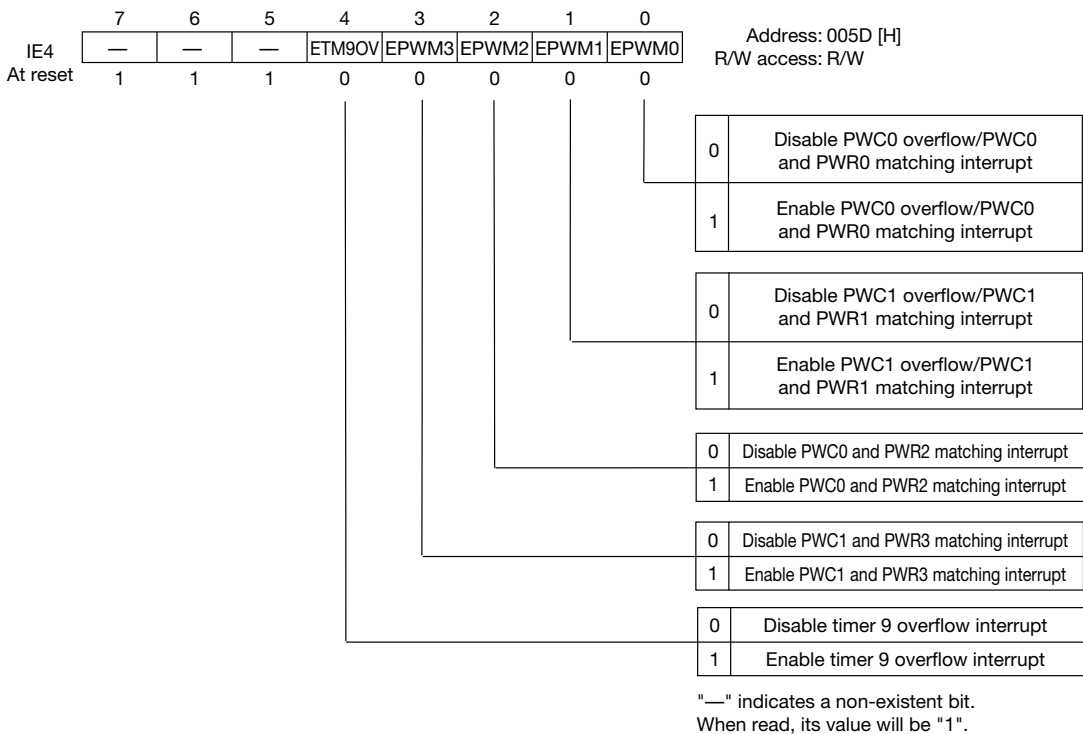 7 6 5 4 3 2 1 0
IE4 — — — ETM9OV EPWM3 EPWM2 EPWM1 EPWM0
At reset 1 1 1 0 0 0 0 0
Address: 005D [H]
R/W access: R/W
0 Disable PWC0 overflow/PWC0
and PWR0 matching interrupt
1 Enable PWC0 overflow/PWC0
and PWR0 matching interrupt
0 Disable PWC1 overflow/PWC1
and PWR1 matching interrupt
1 Enable PWC1 overflow/PWC1
and PWR1 matching interrupt
0 Disable PWC0 and PWR2 matching interrupt
1 Enable PWC0 and PWR2 matching interrupt
0 Disable PWC1 and PWR3 matching interrupt
1 Enable PWC1 and PWR3 matching interrupt
0 Disable timer 9 overflow interrupt
1 Enable timer 9 overflow interrupt
"—" indicates a non-existent bit.
When read, its value will be "1".